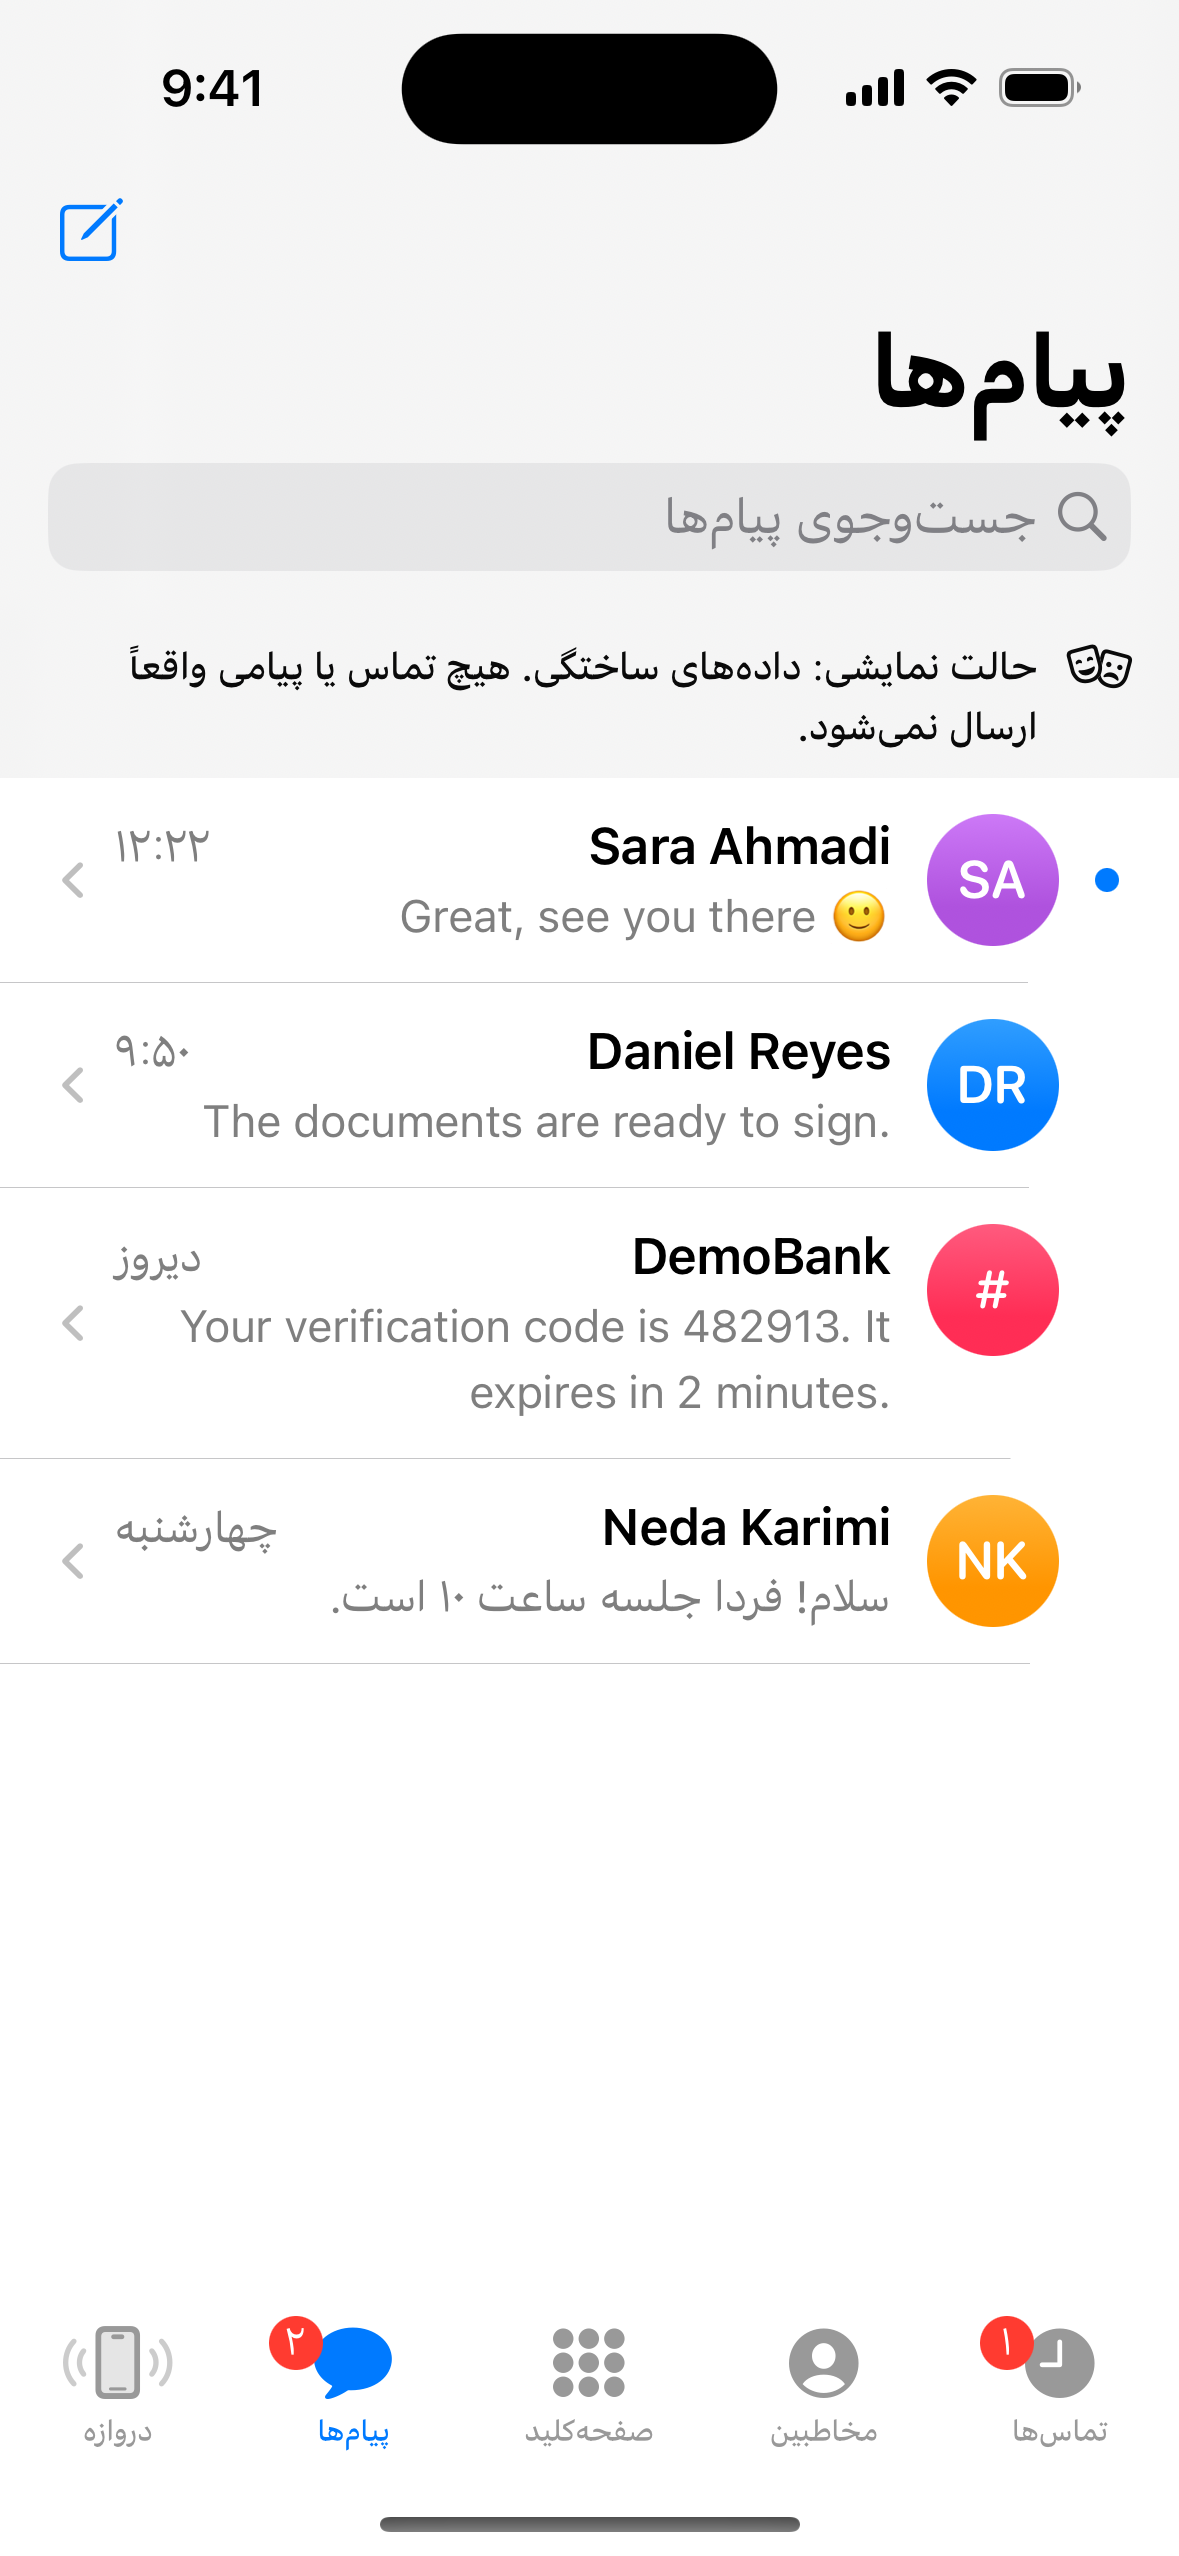 9:41
پیام‌ها
جست‌وجوی پیام‌ها
حالت نمایشی: داده‌های ساختگی. هیچ تماس یا پیامی واقعاً
ارسال نمی‌شود.
SA
Sara Ahmadi
۱۲:۲۲
Great, see you there 🙂
DR
Daniel Reyes
۹:۵۰
The documents are ready to sign.
#
DemoBank
دیروز
Your verification code is 482913. It
expires in 2 minutes.
NK
Neda Karimi
چهارشنبه
سلام! فردا جلسه ساعت ۱۰ است.
۱
تماس‌ها
مخاطبین
صفحه‌کلید
۲
پیام‌ها
دروازه